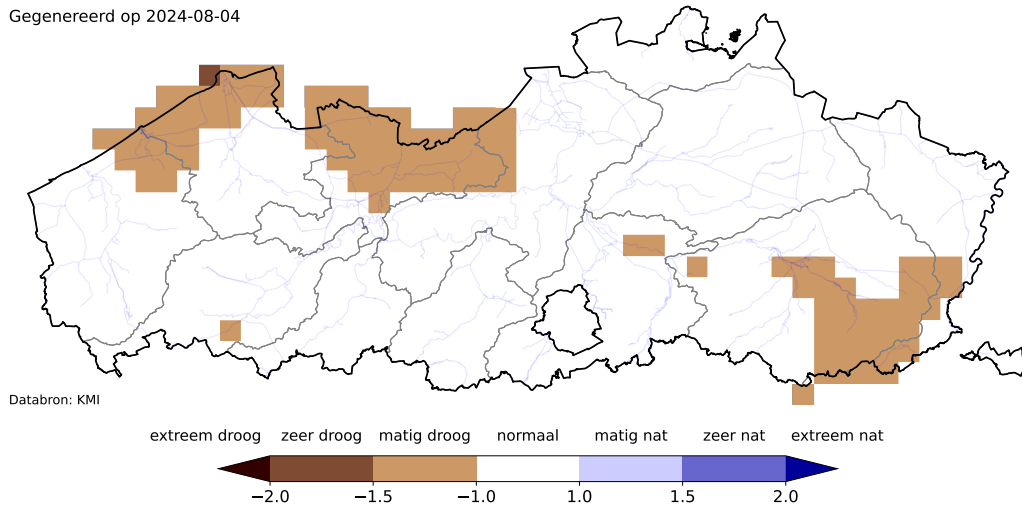 Gegenereerd op 2024-08-04
Databron: KMI
extreem droog zeer droog matig droog normaal matig nat zeer nat extreem nat
−2.0 −1.5 −1.0 1.0 1.5 2.0